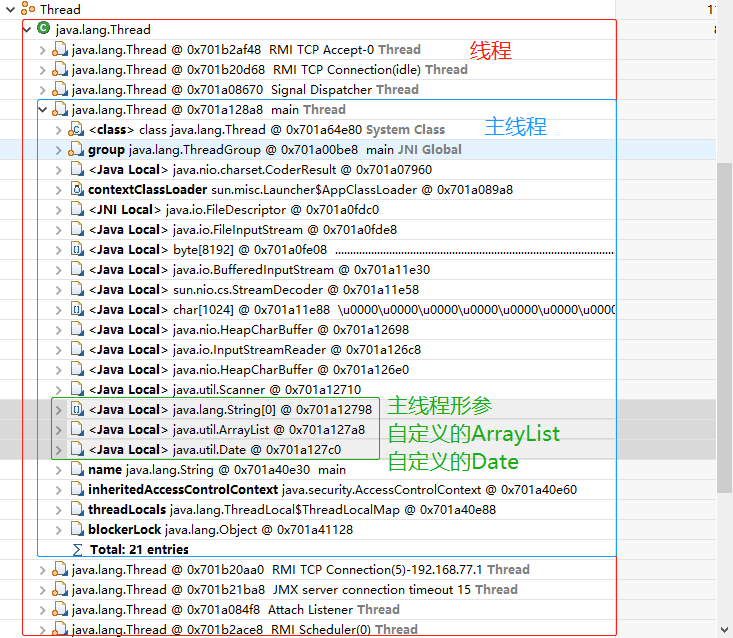 Thread
1
java.lang.Thread
java.lang.Thread @ 0x701b2af48 RMI TCP Accept-0 Thread
线程
java.lang.Thread @ 0x701b20d68 RMI TCP Connection(idle) Thread
java.lang.Thread @ 0x701a08670 Signal Dispatcher Thread
java.lang.Thread @ 0x701a128a8 main Thread
<class> class java.lang.Thread @ 0x701a64e80 System Class
主线程
group java.lang.ThreadGroup @ 0x701a00be8 main JNI Global
<Java Local> java.nio.charset.CoderResult @ 0x701a07960
contextClassLoader sun.misc.Launcher$AppClassLoader @ 0x701a089a8
<JNI Local> java.io.FileDescriptor @ 0x701a0fdc0
<Java Local> java.io.FileInputStream @ 0x701a0fde8
<Java Local> byte[8192] @ 0x701a0fe08 ................................................................................
<Java Local> java.io.BufferedInputStream @ 0x701a11e30
<Java Local> sun.nio.cs.StreamDecoder @ 0x701a11e58
<Java Local> char[1024] @ 0x701a11e88 \u0000\u0000\u0000\u0000\u0000\u0000\u000
<Java Local> java.nio.HeapCharBuffer @ 0x701a12698
<Java Local> java.io.InputStreamReader @ 0x701a126c8
<Java Local> java.nio.HeapCharBuffer @ 0x701a126e0
<Java Local> java.util.Scanner @ 0x701a12710
<Java Local> java.lang.String[0] @ 0x701a12798
主线程形参
<Java Local> java.util.ArrayList @ 0x701a127a8
自定义的ArrayList
<Java Local> java.util.Date @ 0x701a127c0
自定义的Date
name java.lang.String @ 0x701a40e30 main
inheritedAccessControlContext java.security.AccessControlContext @ 0x701a40e60
threadLocals java.lang.ThreadLocal$ThreadLocalMap @ 0x701a40e88
blockerLock java.lang.Object @ 0x701a41128
Total: 21 entries
java.lang.Thread @ 0x701b20aa0 RMI TCP Connection(5)-192.168.77.1 Thread
java.lang.Thread @ 0x701b21ba8 JMX server connection timeout 15 Thread
java.lang.Thread @ 0x701a084f8 Attach Listener Thread
java.lang.Thread @ 0x701b2ace8 RMI Scheduler(0) Thread